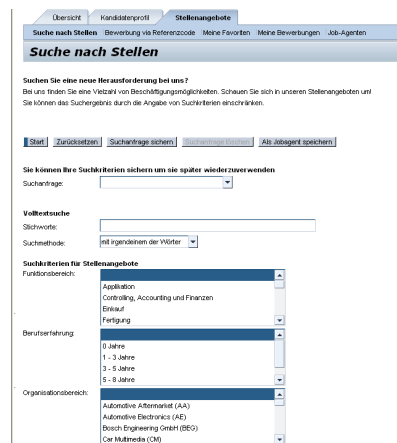 Übersicht Kandidatenprofil Stellenangebote
Suche nach Stellen Bewerbung via Referenzcode Meine Favoriten Meine Bewerbungen Job-Agenten
Suche nach Stellen
Suchen Sie eine neue Herausforderung bei uns?
Bei uns finden Sie eine Vielzahl von Beschäftigungsmöglichkeiten. Schauen Sie sich in unseren Stellenangeboten um!
Sie können das Suchergebnis durch die Angabe von Suchkriterien einschränken.
Start Zurücksetzen Suchanfrage sichern Suchanfrage löschen Als Jobagent speichern
Sie können Ihre Suchkriterien sichern um sie später wiederzuverwenden
Suchanfrage:
Volltextsuche
Stichworte:
Suchmethode: mit irgendeinem der Wörter
Suchkriterien für Stellenangebote
Funktionsbereich:
Applikation
Controlling, Accounting und Finanzen
Einkauf
Fertigung
Berufserfahrung:
0 Jahre
1 - 3 Jahre
3 - 5 Jahre
5 - 8 Jahre
Organisationsbereich:
Automotive Aftermarket (AA)
Automotive Electronics (AE)
Bosch Engineering GmbH (BEG)
Car Multimedia (CM)